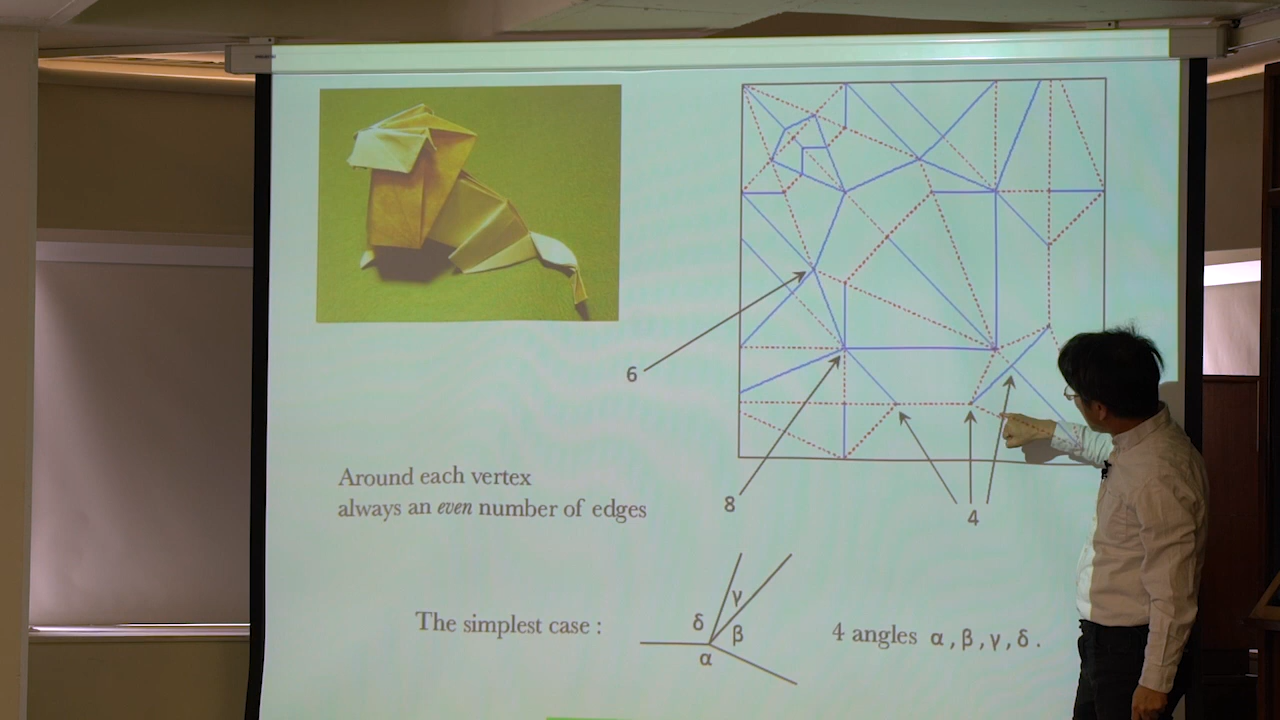 6
8
4
Around each vertex
always an even number of edges
The simplest case :
δ
γ
β
α
4 angles α , β , γ , δ .